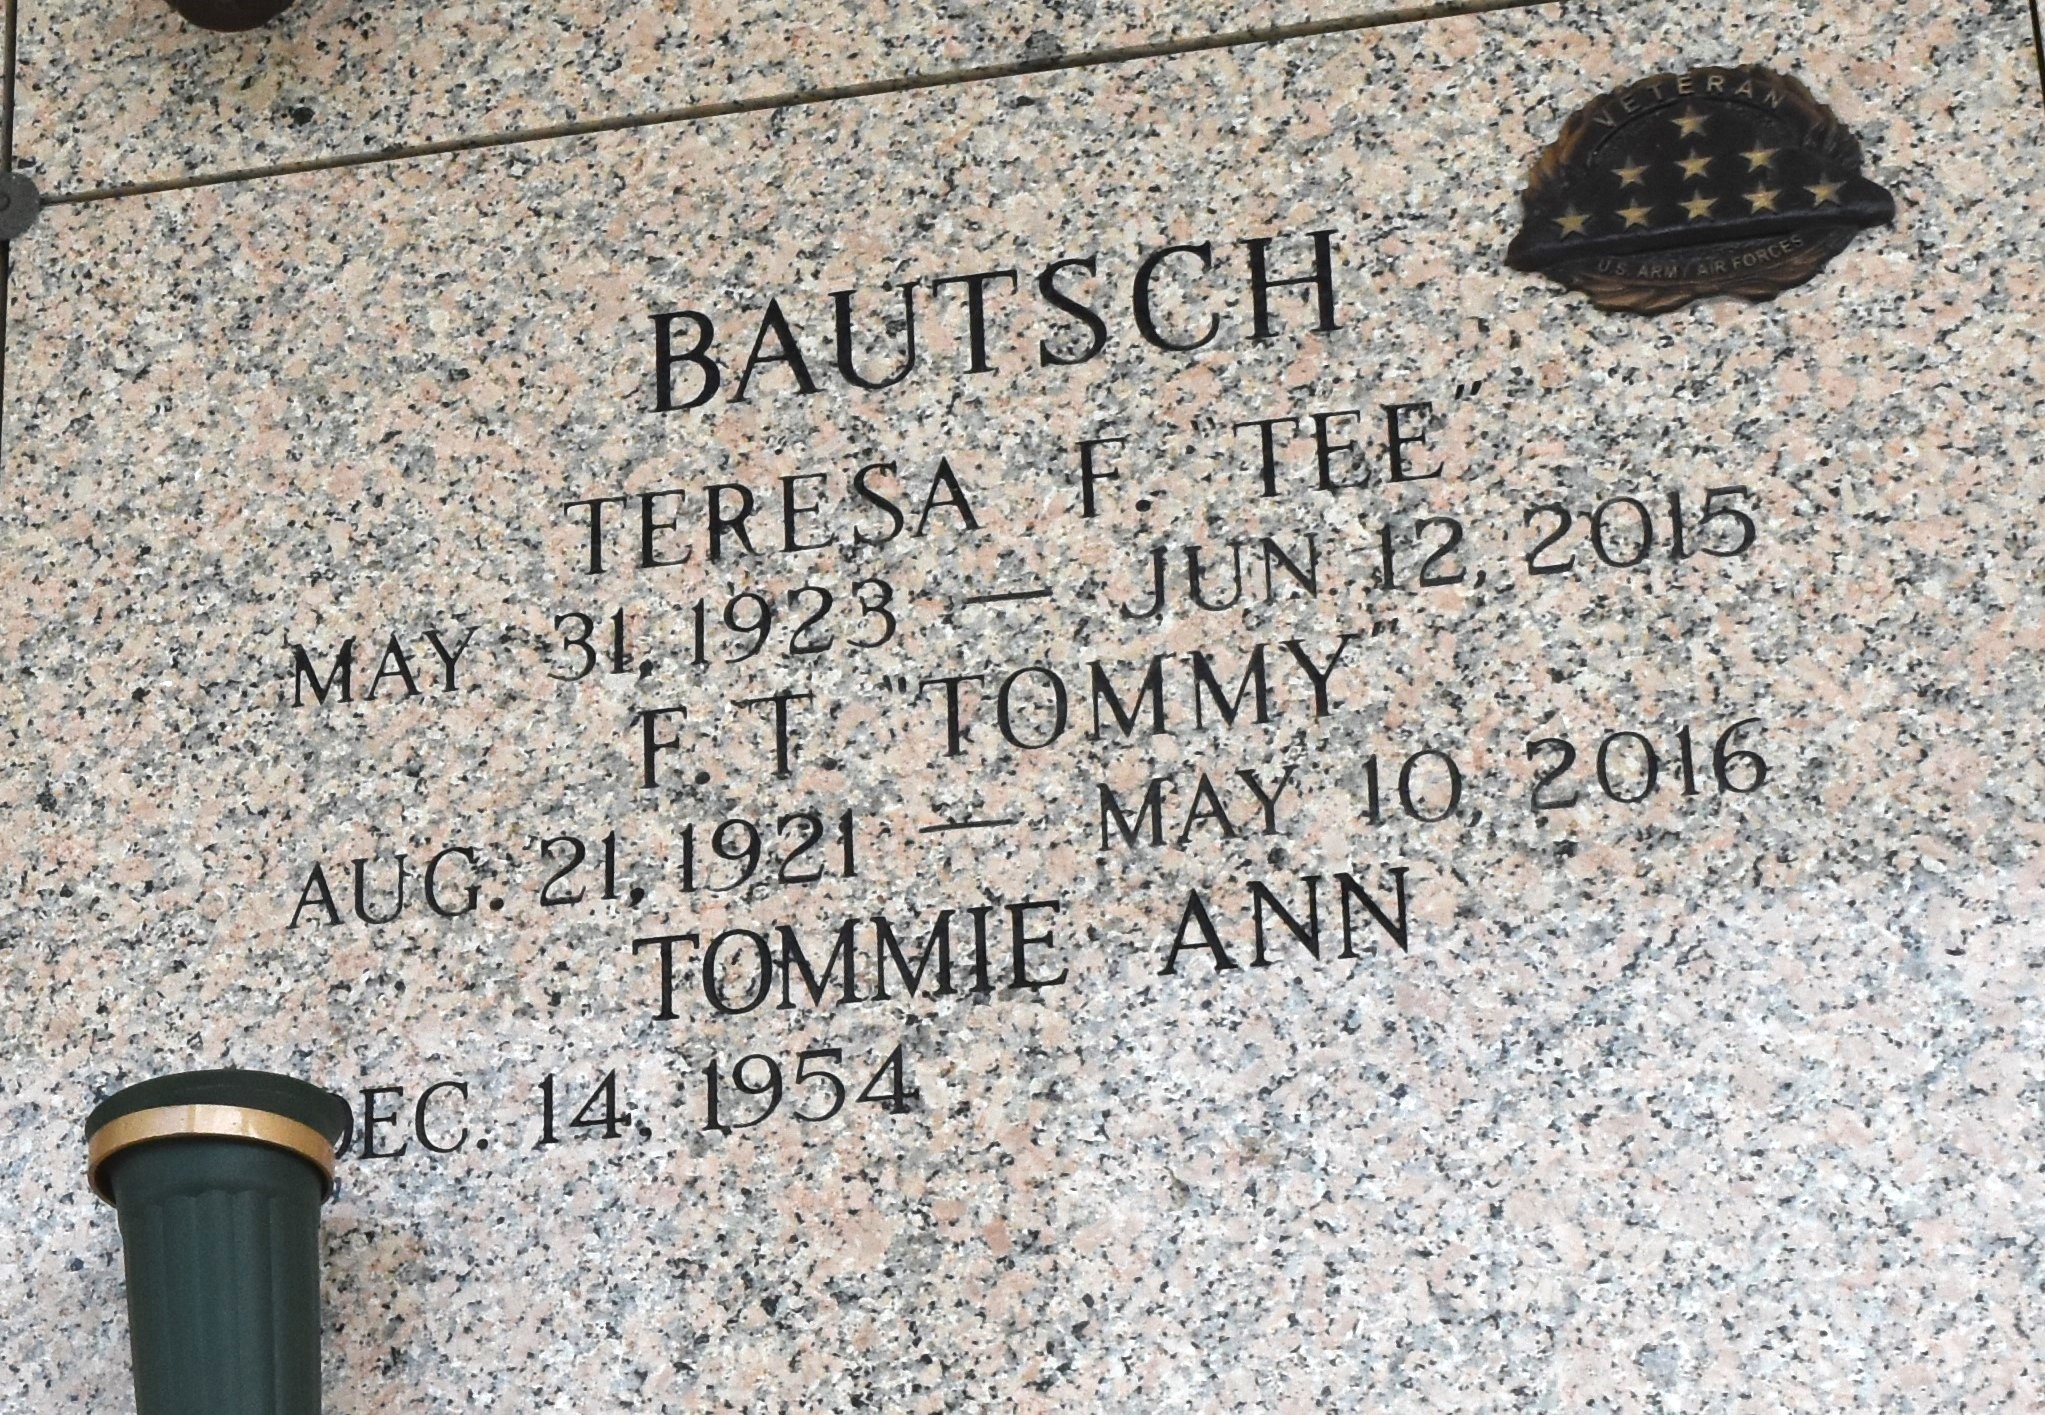 VETERAN
U.S. ARMY AIR FORCES
BAUTSCH
TERESA F. "TEE"
MAY 31, 1923 — JUN 12, 2015
F. T. "TOMMY"
AUG. 21, 1921 — MAY 10, 2016
TOMMIE ANN
DEC. 14, 1954